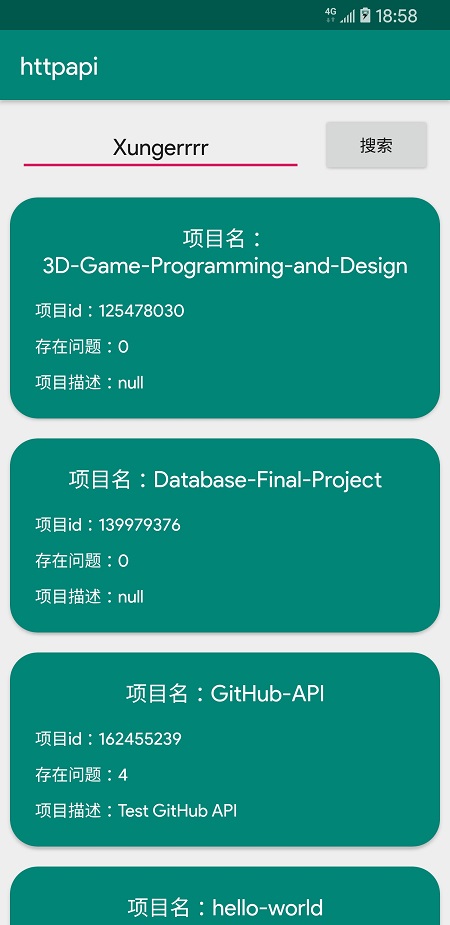 4G 18:58
httpapi
Xungerrrr 搜索
项目名：
3D-Game-Programming-and-Design
项目id：125478030
存在问题：0
项目描述：null
项目名：Database-Final-Project
项目id：139979376
存在问题：0
项目描述：null
项目名：GitHub-API
项目id：162455239
存在问题：4
项目描述：Test GitHub API
项目名：hello-world